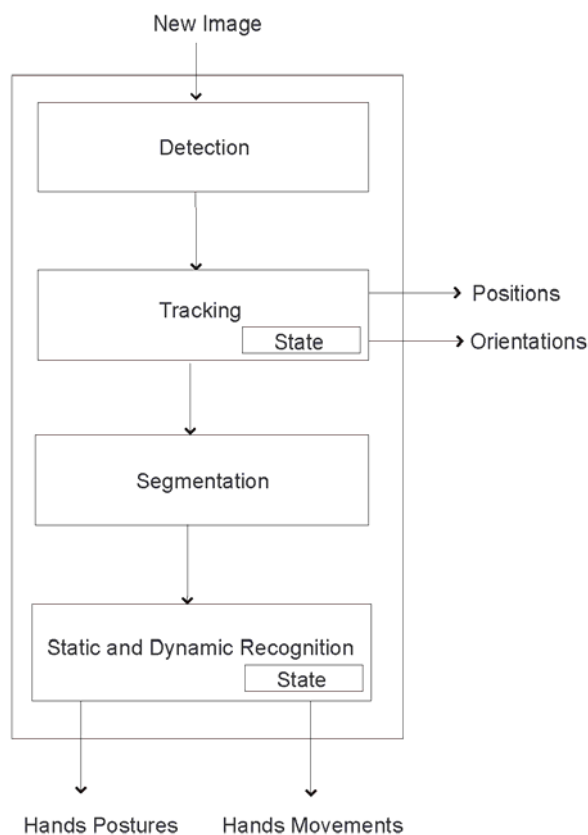 New Image
Detection
Tracking
State
Positions
Orientations
Segmentation
Static and Dynamic Recognition
State
Hands Postures
Hands Movements